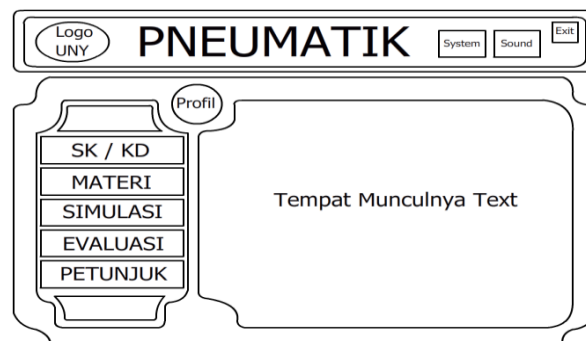 Logo
UNY
PNEUMATIK
System
Sound
Exit
Profil
SK / KD
MATERI
SIMULASI
EVALUASI
PETUNJUK
Tempat Munculnya Text